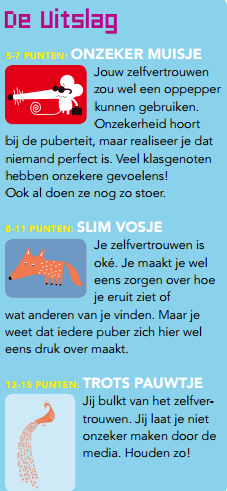 De Uitslag
5-7 PUNTEN: ONZEKER MUISJE
Jouw zelfvertrouwen
zou wel een oppepper
kunnen gebruiken.
Onzekerheid hoort
bij de puberteit, maar realiseer je dat
niemand perfect is. Veel klasgenoten
hebben onzekere gevoelens!
Ook al doen ze nog zo stoer.
8-11 PUNTEN: SLIM VOSJE
Je zelfvertrouwen is
oké. Je maakt je wel
eens zorgen over hoe
je eruit ziet of
wat anderen van je vinden. Maar je
weet dat iedere puber zich hier wel
eens druk over maakt.
12-15 PUNTEN: TROTS PAUWTJE
Jij bulkt van het zelfver-
trouwen. Jij laat je niet
onzeker maken door de
media. Houden zo!